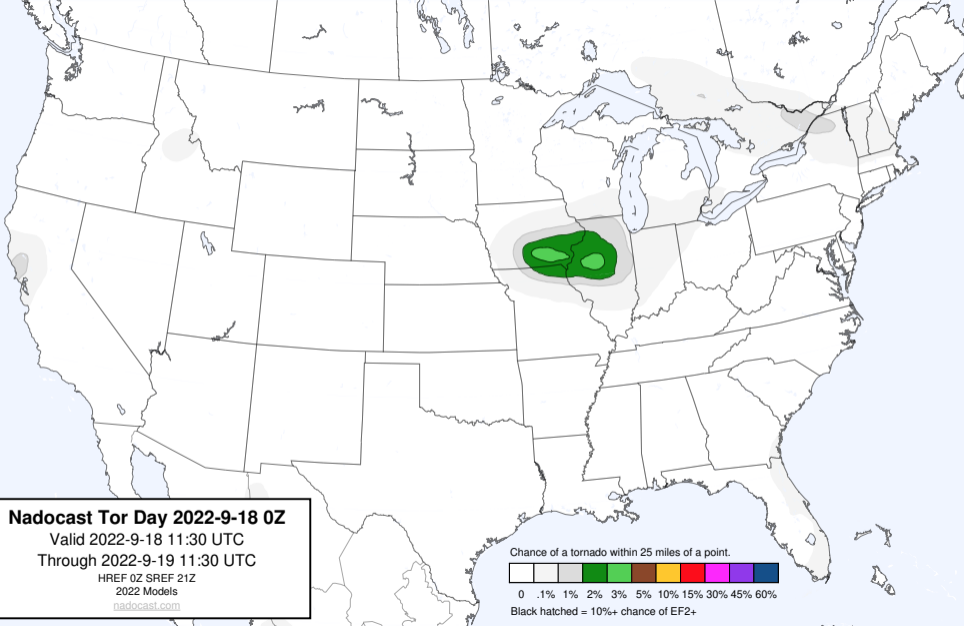 Nadocast Tor Day 2022-9-18 0Z
Valid 2022-9-18 11:30 UTC
Through 2022-9-19 11:30 UTC
HREF 0Z SREF 21Z
2022 Models
nadocast.com
Chance of a tornado within 25 miles of a point.
0 .1% 1% 2% 3% 5% 10% 15% 30% 45% 60%
Black hatched = 10%+ chance of EF2+